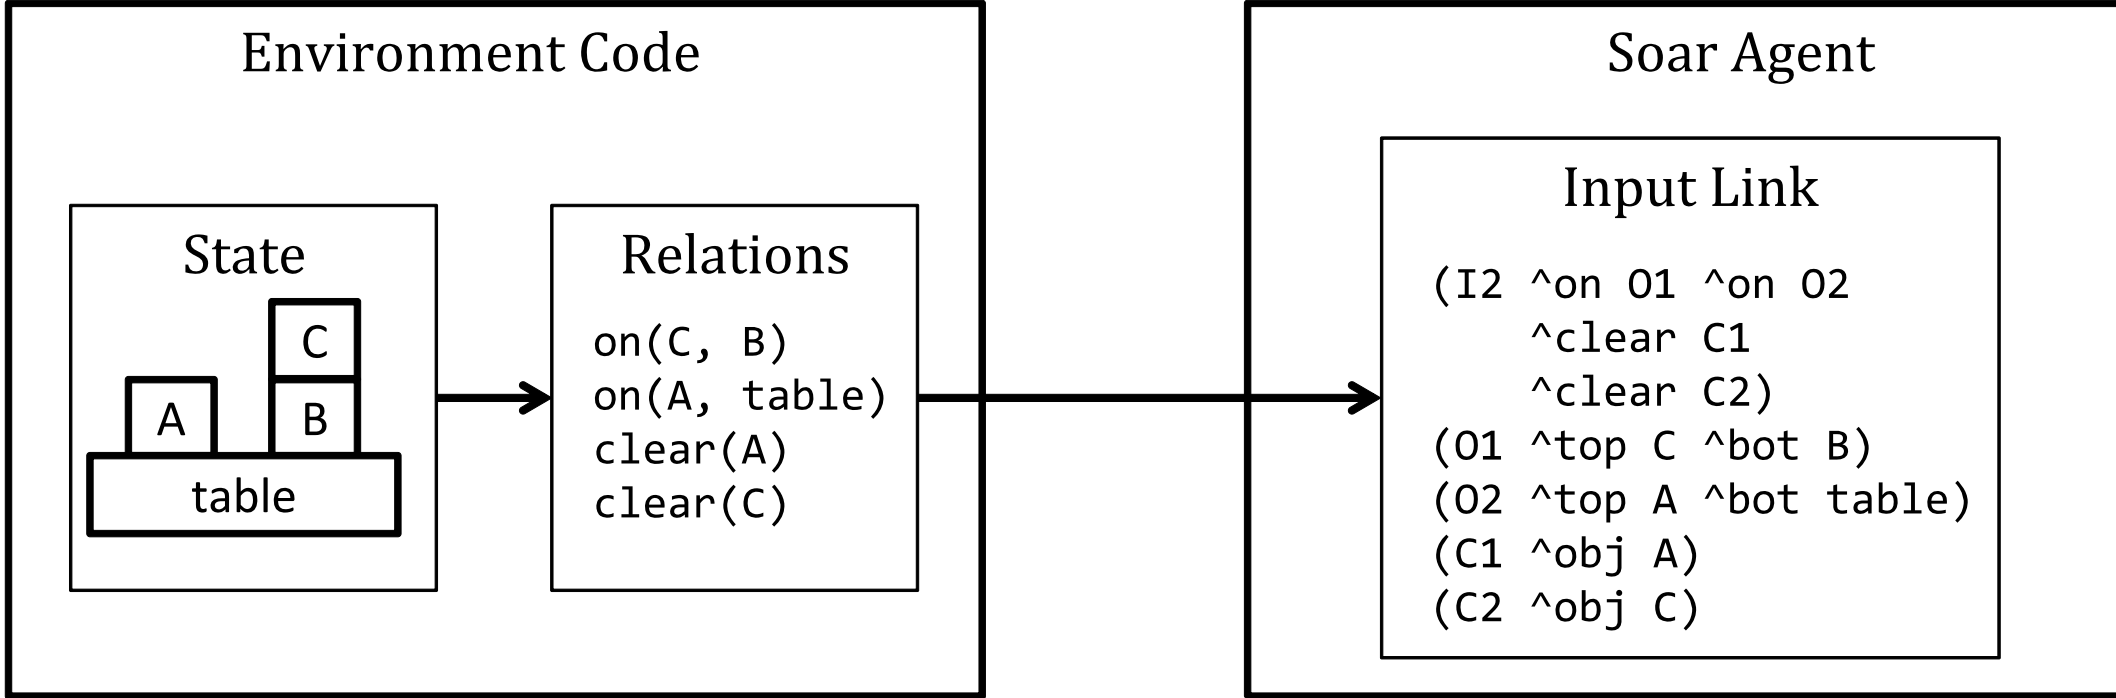 Environment Code
State
C
A
B
table
Relations
on(C, B)
on(A, table)
clear(A)
clear(C)
Soar Agent
Input Link
(I2 ^on O1 ^on O2
^clear C1
^clear C2)
(O1 ^top C ^bot B)
(O2 ^top A ^bot table)
(C1 ^obj A)
(C2 ^obj C)